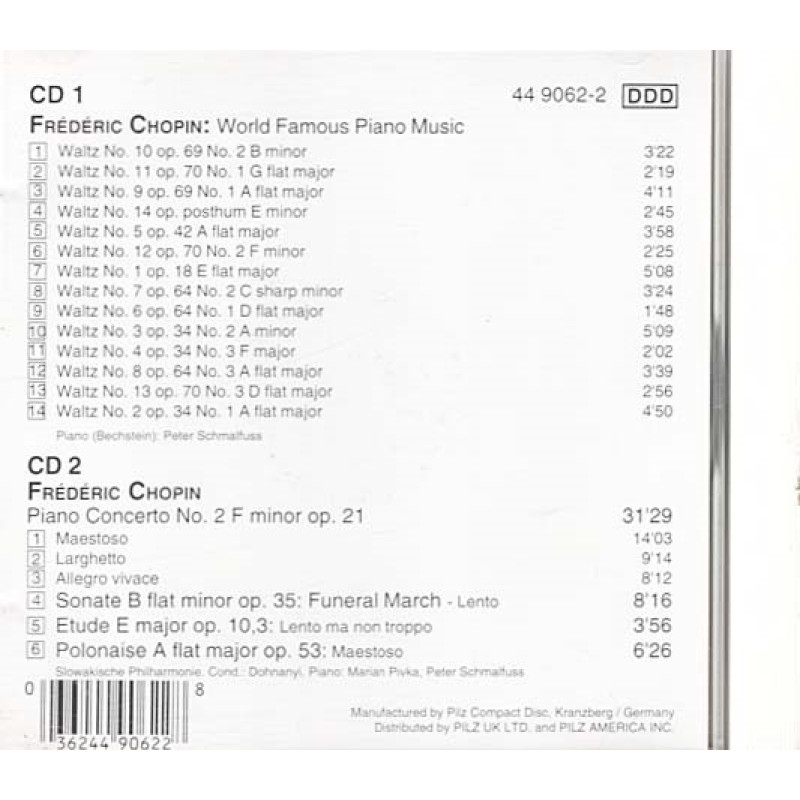 CD 1 44 9062-2 DDD
FRÉDÉRIC CHOPIN: World Famous Piano Music
1 Waltz No. 10 op. 69 No. 2 B minor 3'22
2 Waltz No. 11 op. 70 No. 1 G flat major 2'19
3 Waltz No. 9 op. 69 No. 1 A flat major 4'11
4 Waltz No. 14 op. posthum E minor 2'45
5 Waltz No. 5 op. 42 A flat major 3'58
6 Waltz No. 12 op. 70 No. 2 F minor 2'25
7 Waltz No. 1 op. 18 E flat major 5'08
8 Waltz No. 7 op. 64 No. 2 C sharp minor 3'24
9 Waltz No. 6 op. 64 No. 1 D flat major 1'48
10 Waltz No. 3 op. 34 No. 2 A minor 5'09
11 Waltz No. 4 op. 34 No. 3 F major 2'02
12 Waltz No. 8 op. 64 No. 3 A flat major 3'39
13 Waltz No. 13 op. 70 No. 3 D flat major 2'56
14 Waltz No. 2 op. 34 No. 1 A flat major 4'50
Piano (Bechstein): Peter Schmalfuss
CD 2
FRÉDÉRIC CHOPIN
Piano Concerto No. 2 F minor op. 21 31'29
1 Maestoso 14'03
2 Larghetto 9'14
3 Allegro vivace 8'12
4 Sonate B flat minor op. 35: Funeral March - Lento 8'16
5 Etude E major op. 10,3: Lento ma non troppo 3'56
6 Polonaise A flat major op. 53: Maestoso 6'26
Slowakische Philharmonie, Cond.: Dohnanyi, Piano: Marian Pivka, Peter Schmalfuss
0 36244 90622 8
Manufactured by Pilz Compact Disc, Kranzberg / Germany
Distributed by PILZ UK LTD. and PILZ AMERICA INC.